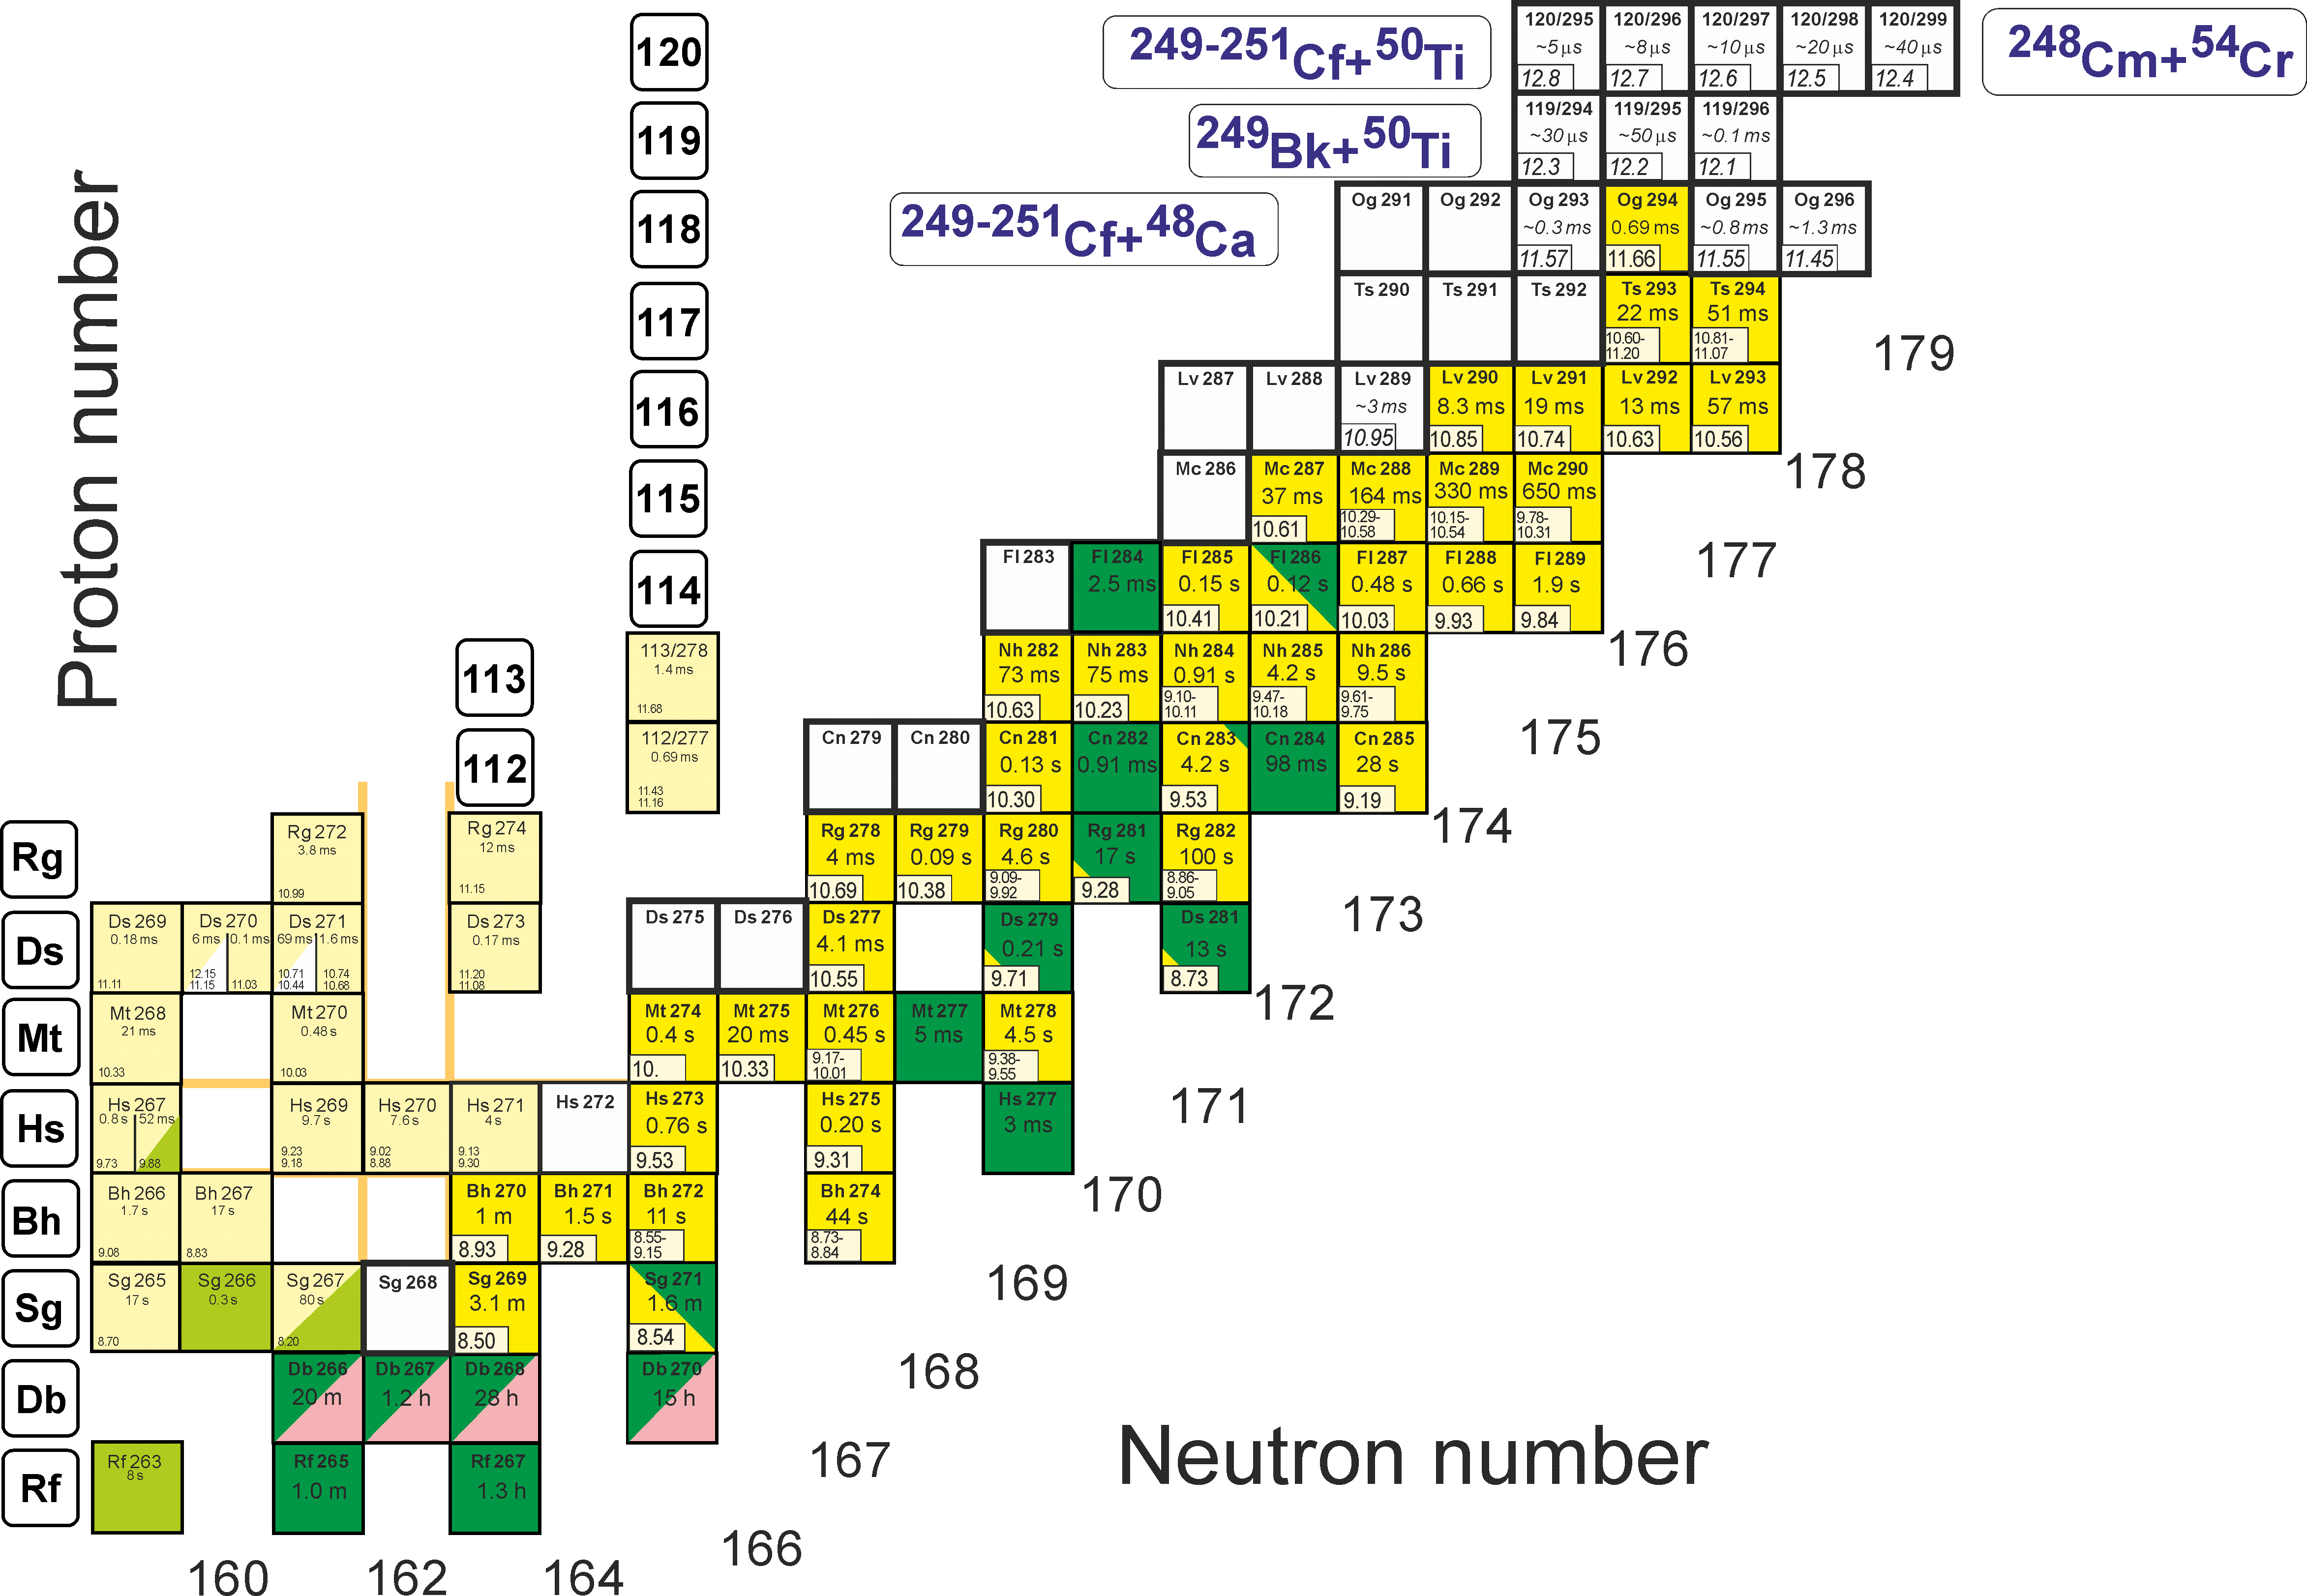 Proton number
120
119
118
117
116
115
114
113
112
Rg
Ds
Mt
Hs
Bh
Sg
Db
Rf
249-251Cf+50Ti
248Cm+54Cr
249Bk+50Ti
249-251Cf+48Ca
120/295
~5 µs
12.8
120/296
~8 µs
12.7
120/297
~10 µs
12.6
120/298
~20 µs
12.5
120/299
~40 µs
12.4
119/294
~30 µs
12.3
119/295
~50 µs
12.2
119/296
~0.1 ms
12.1
Og 291
Og 292
Og 293
~0.3 ms
11.57
Og 294
0.69 ms
11.66
Og 295
~0.8 ms
11.55
Og 296
~1.3 ms
11.45
Ts 290
Ts 291
Ts 292
Ts 293
22 ms
10.60-
11.20
Ts 294
51 ms
10.81-
11.07
Lv 287
Lv 288
Lv 289
~3 ms
10.95
Lv 290
8.3 ms
10.85
Lv 291
19 ms
10.74
Lv 292
13 ms
10.63
Lv 293
57 ms
10.56
Mc 286
Mc 287
37 ms
10.61
Mc 288
164 ms
10.29-
10.58
Mc 289
330 ms
10.15-
10.54
Mc 290
650 ms
9.78-
10.31
Fl 283
Fl 284
2.5 ms
Fl 285
0.15 s
10.41
Fl 286
0.12 s
10.21
Fl 287
0.48 s
10.03
Fl 288
0.66 s
9.93
Fl 289
1.9 s
9.84
113/278
1.4 ms
11.68
Nh 282
73 ms
10.63
Nh 283
75 ms
10.23
Nh 284
0.91 s
9.10-
10.11
Nh 285
4.2 s
9.47-
10.18
Nh 286
9.5 s
9.61-
9.75
112/277
0.69 ms
11.43
11.16
Cn 279
Cn 280
Cn 281
0.13 s
10.30
Cn 282
0.91 ms
Cn 283
4.2 s
9.53
Cn 284
98 ms
Cn 285
28 s
9.19
Rg 272
3.8 ms
10.99
Rg 274
12 ms
11.15
Rg 278
4 ms
10.69
Rg 279
0.09 s
10.38
Rg 280
4.6 s
9.09-
9.92
Rg 281
17 s
9.28
Rg 282
100 s
8.86-
9.05
Ds 269
0.18 ms
11.11
Ds 270
6 ms 0.1 ms
12.15
11.15 11.03
Ds 271
69 ms 1.6 ms
10.71 10.74
10.44 10.68
Ds 273
0.17 ms
11.20
11.08
Ds 275
Ds 276
Ds 277
4.1 ms
10.55
Ds 279
0.21 s
9.71
Ds 281
13 s
8.73
Mt 268
21 ms
10.33
Mt 270
0.48 s
10.03
Mt 274
0.4 s
10.
Mt 275
20 ms
10.33
Mt 276
0.45 s
9.17-
10.01
Mt 277
5 ms
Mt 278
4.5 s
9.38-
9.55
Hs 267
0.8 s 52 ms
9.73 9.88
Hs 269
9.7 s
9.23
9.18
Hs 270
7.6 s
9.02
8.88
Hs 271
4 s
9.13
9.30
Hs 272
Hs 273
0.76 s
9.53
Hs 275
0.20 s
9.31
Hs 277
3 ms
Bh 266
1.7 s
9.08
Bh 267
17 s
8.83
Bh 270
1 m
8.93
Bh 271
1.5 s
9.28
Bh 272
11 s
8.55-
9.15
Bh 274
44 s
8.73-
8.84
Sg 265
17 s
8.70
Sg 266
0.3 s
Sg 267
80 s
8.20
Sg 268
Sg 269
3.1 m
8.50
Sg 271
1.6 m
8.54
Db 266
20 m
Db 267
1.2 h
Db 268
28 h
Db 270
15 h
Rf 263
8 s
Rf 265
1.0 m
Rf 267
1.3 h
179
178
177
176
175
174
173
172
171
170
169
168
167
166
160
162
164
Neutron number